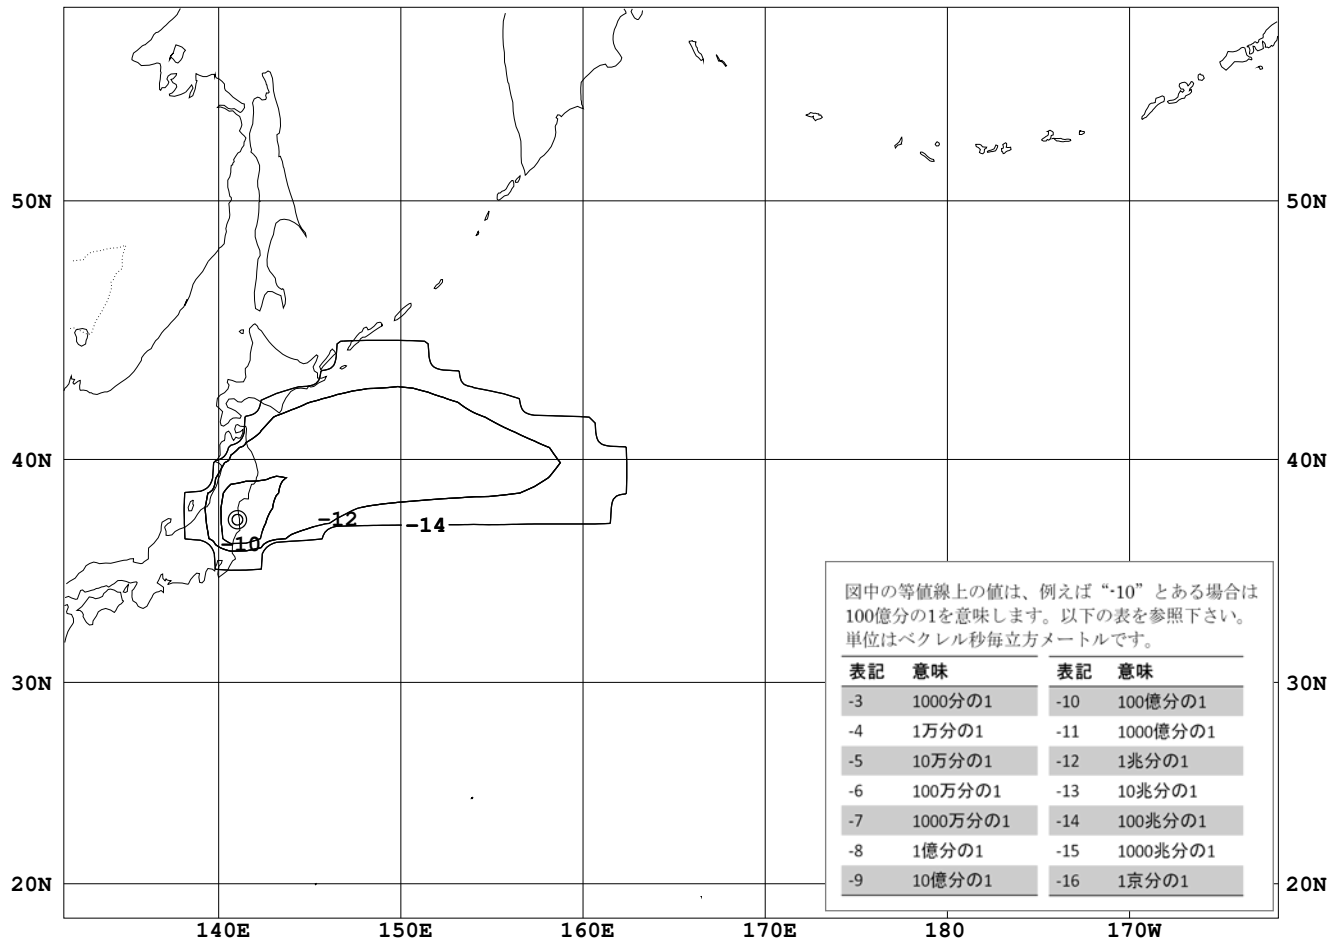 50N
50N
40N
40N
-12
-14
-10
図中の等値線上の値は、例えば“-10”とある場合は
100億分の1を意味します。以下の表を参照下さい。
単位はベクレル秒毎立方メートルです。
表記 意味 表記 意味
-3 1000分の1 -10 100億分の1
-4 1万分の1 -11 1000億分の1
-5 10万分の1 -12 1兆分の1
-6 100万分の1 -13 10兆分の1
-7 1000万分の1 -14 100兆分の1
-8 1億分の1 -15 1000兆分の1
-9 10億分の1 -16 1京分の1
30N
30N
20N
20N
140E 150E 160E 170E 180 170W